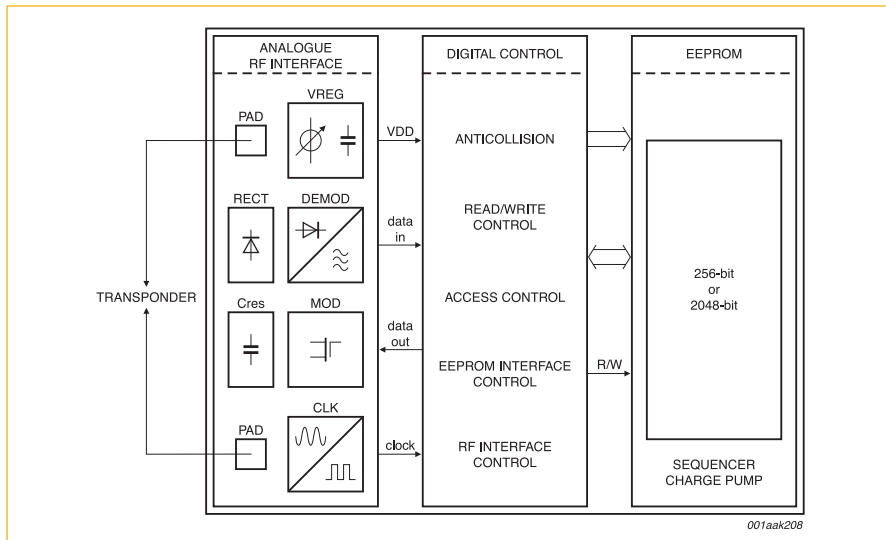 ANALOGUE
RF INTERFACE
DIGITAL CONTROL
EEPROM
VREG
PAD
VDD
ANTICOLLISION
RECT
DEMOD
data
in
READ/WRITE
CONTROL
256-bit
or
2048-bit
TRANSPONDER
Cres
MOD
data
out
ACCESS CONTROL
EEPROM INTERFACE
CONTROL
R/W
CLK
PAD
clock
RF INTERFACE
CONTROL
SEQUENCER
CHARGE PUMP
001aak208